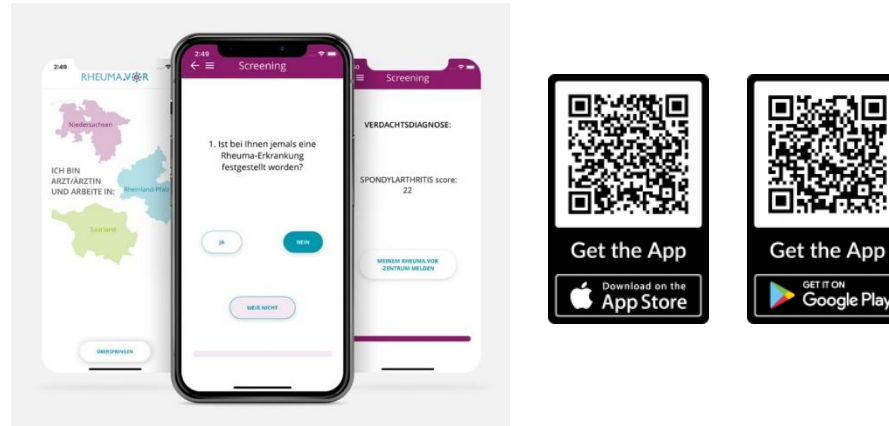 2:49
RHEUMA.VOR
Niedersachsen
ICH BIN
ARZT/ÄRZTIN
UND ARBEITE IN:
Rheinland-Pfalz
Saarland
ÜBERSPRINGEN
2:49
Screening
1. Ist bei Ihnen jemals eine
Rheuma-Erkrankung
festgestellt worden?
JA
NEIN
WEIß NICHT
Screening
VERDACHTSDIAGNOSE:
SPONDYLARTHRITIS score:
22
MEINEM RHEUMA.VOR
-ZENTRUM MELDEN
Get the App
Download on the
App Store
Get the App
GET IT ON
Google Play